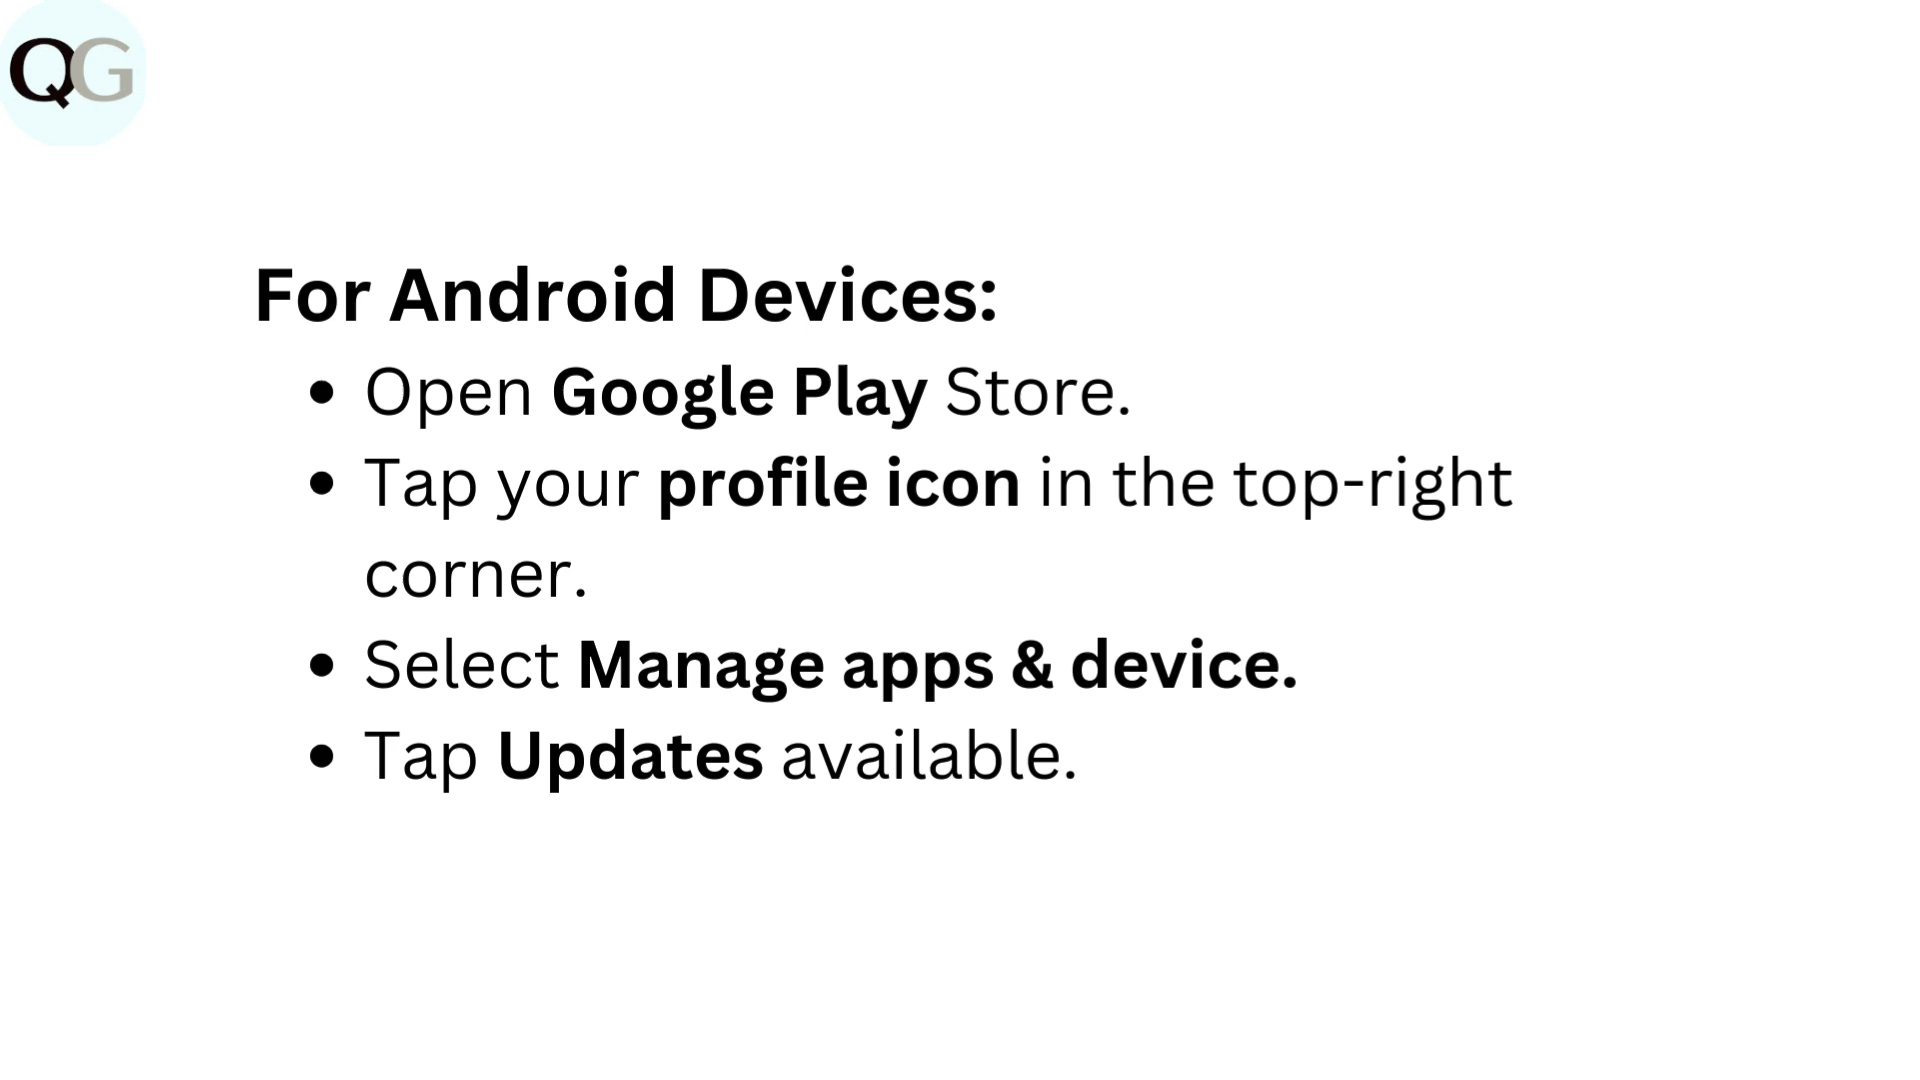 QG
For Android Devices:
• Open Google Play Store.
• Tap your profile icon in the top-right
corner.
• Select Manage apps & device.
• Tap Updates available.